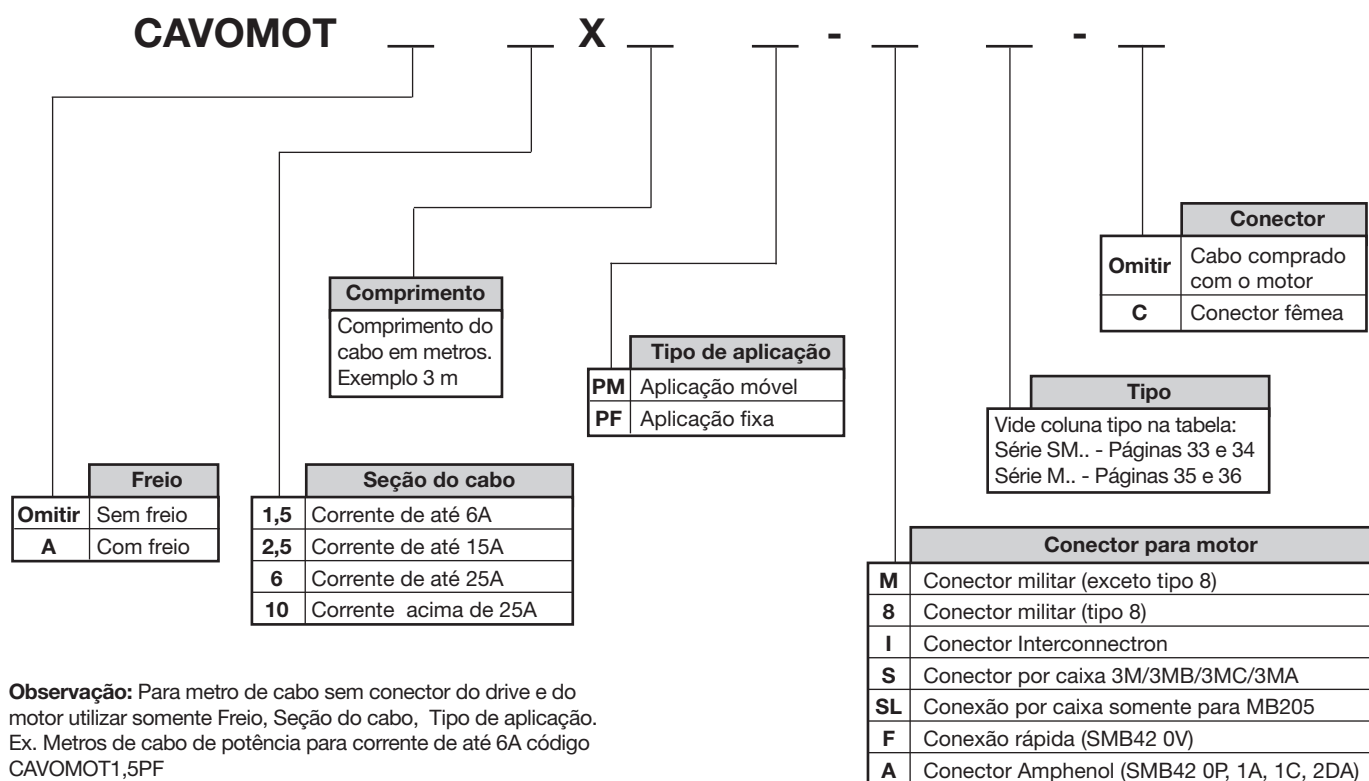 CAVOMOT __ __ X __ __ - __ __ - __
Conector
Omitir Cabo comprado
com o motor
C Conector fêmea
Comprimento
Comprimento do
cabo em metros.
Exemplo 3 m
Tipo de aplicação
PM Aplicação móvel
PF Aplicação fixa
Tipo
Vide coluna tipo na tabela:
Série SM.. - Páginas 33 e 34
Série M.. - Páginas 35 e 36
Freio
Omitir Sem freio
A Com freio
Seção do cabo
1,5 Corrente de até 6A
2,5 Corrente de até 15A
6 Corrente de até 25A
10 Corrente acima de 25A
Conector para motor
M Conector militar (exceto tipo 8)
8 Conector militar (tipo 8)
I Conector Interconnectron
S Conector por caixa 3M/3MB/3MC/3MA
SL Conexão por caixa somente para MB205
F Conexão rápida (SMB42 0V)
A Conector Amphenol (SMB42 0P, 1A, 1C, 2DA)
Observação: Para metro de cabo sem conector do drive e do
motor utilizar somente Freio, Seção do cabo, Tipo de aplicação.
Ex. Metros de cabo de potência para corrente de até 6A código
CAVOMOT1,5PF